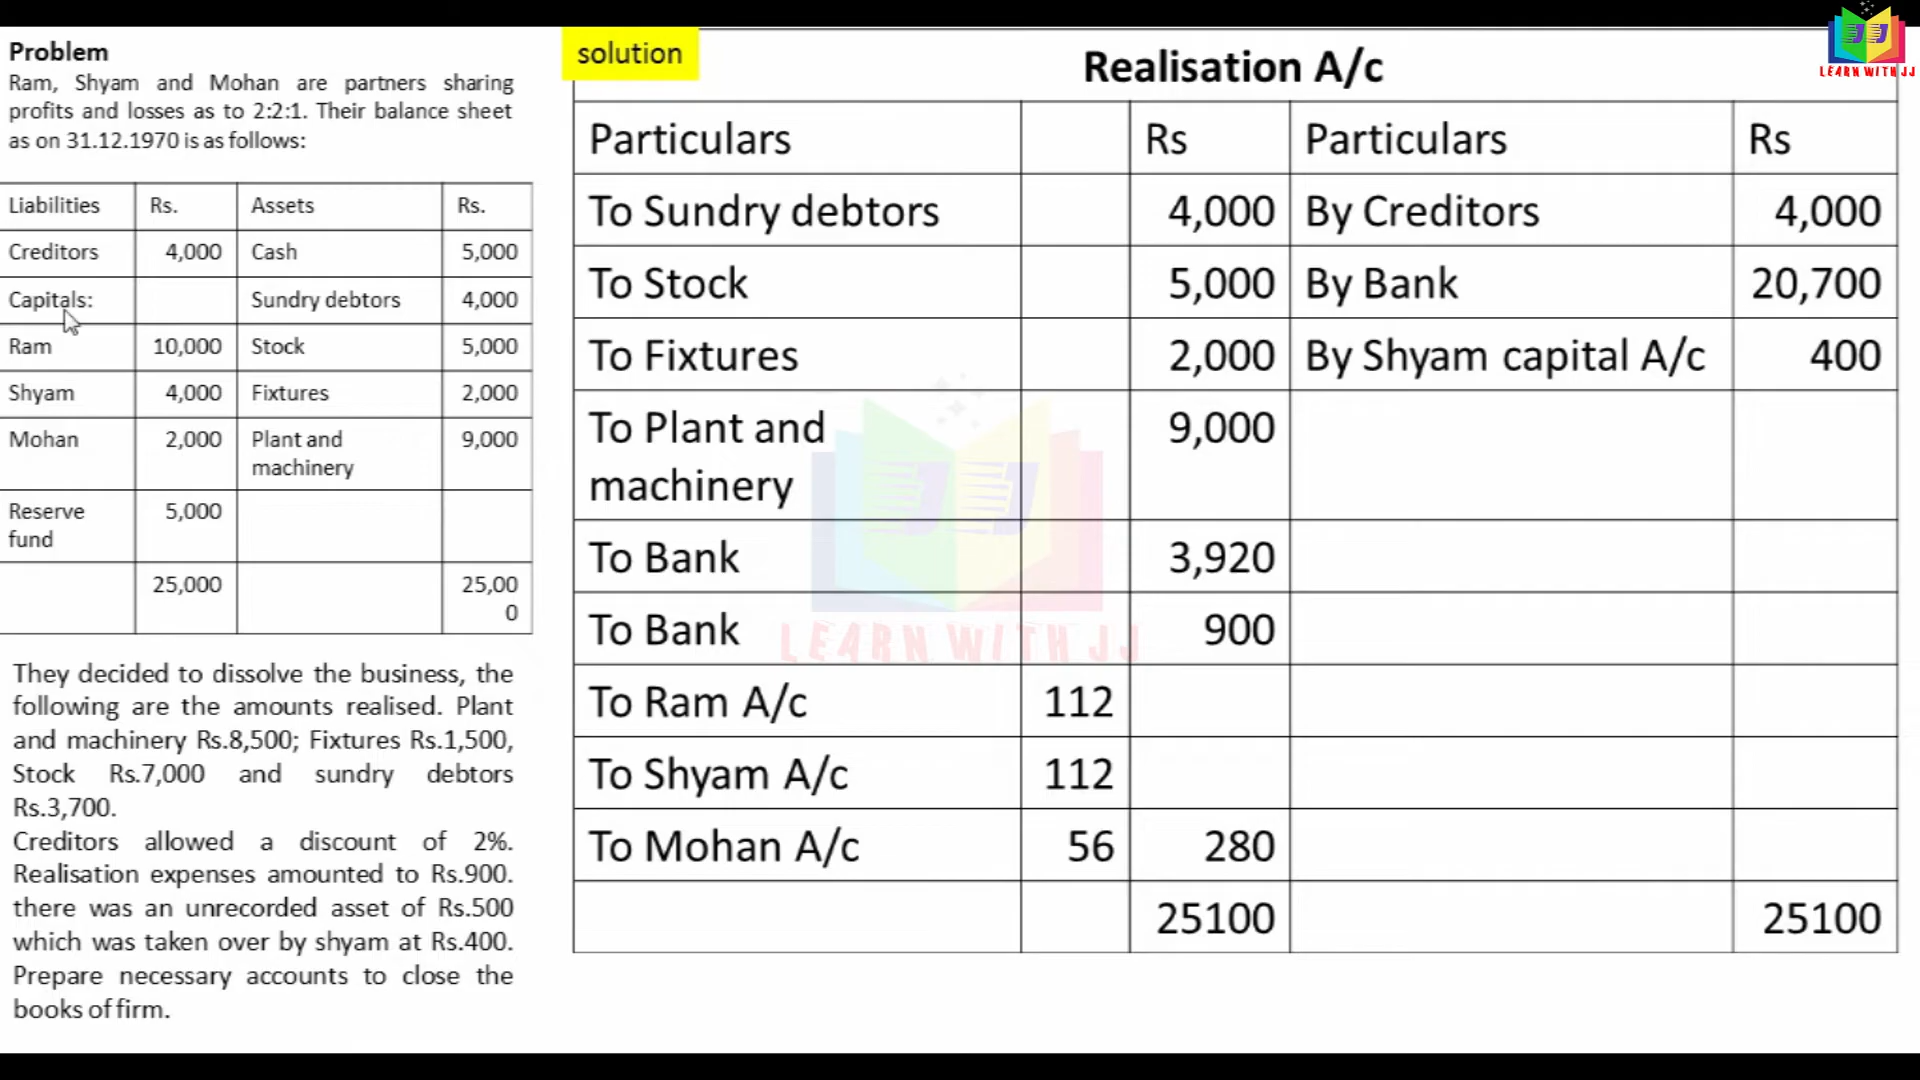 Problem
Ram, Shyam and Mohan are partners sharing
profits and losses as to 2:2:1. Their balance sheet
as on 31.12.1970 is as follows:
Liabilities Rs. Assets Rs.
Creditors 4,000 Cash 5,000
Capitals: Sundry debtors 4,000
Ram 10,000 Stock 5,000
Shyam 4,000 Fixtures 2,000
Mohan 2,000 Plant and 9,000
machinery
Reserve 5,000
fund
25,000 25,00
0
They decided to dissolve the business, the
following are the amounts realised. Plant
and machinery Rs.8,500; Fixtures Rs.1,500,
Stock Rs.7,000 and sundry debtors
Rs.3,700.
Creditors allowed a discount of 2%.
Realisation expenses amounted to Rs.900.
there was an unrecorded asset of Rs.500
which was taken over by shyam at Rs.400.
Prepare necessary accounts to close the
books of firm.
solution
Realisation A/c
Particulars Rs Particulars Rs
To Sundry debtors 4,000 By Creditors 4,000
To Stock 5,000 By Bank 20,700
To Fixtures 2,000 By Shyam capital A/c 400
To Plant and 9,000
machinery
To Bank 3,920
To Bank 900
To Ram A/c 112
To Shyam A/c 112
To Mohan A/c 56 280
25100 25100
JJ
LEARN WITH JJ
JJ
LEARN WITH JJ